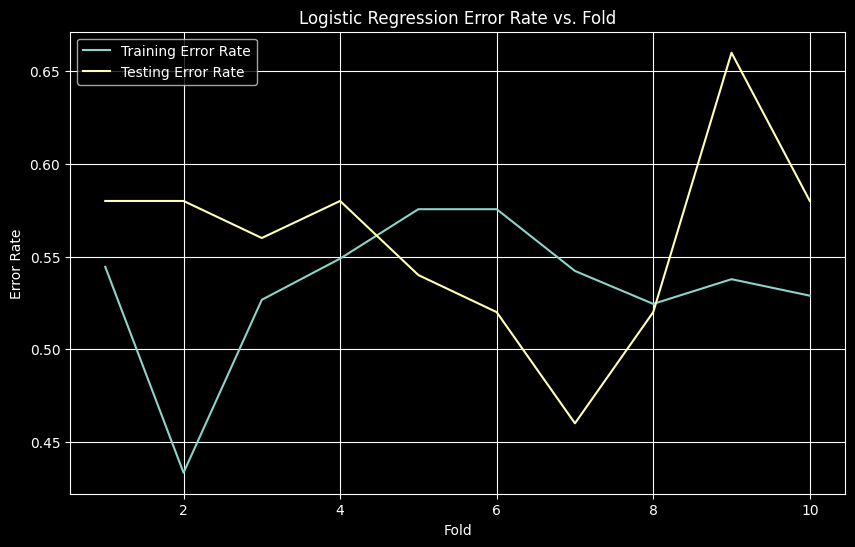 Logistic Regression Error Rate vs. Fold
Training Error Rate
Testing Error Rate
Error Rate
0.65
0.60
0.55
0.50
0.45
2 4 6 8 10
Fold